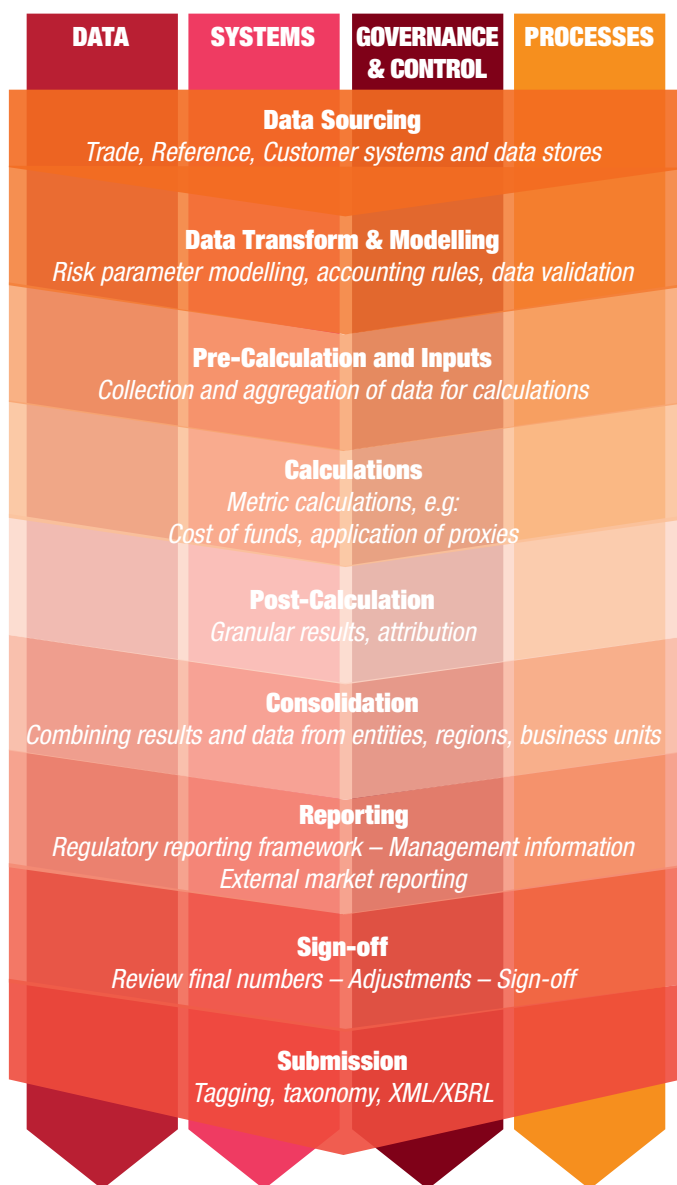 DATA
SYSTEMS
GOVERNANCE
& CONTROL
PROCESSES
Data Sourcing
Trade, Reference, Customer systems and data stores
Data Transform & Modelling
Risk parameter modelling, accounting rules, data validation
Pre-Calculation and Inputs
Collection and aggregation of data for calculations
Calculations
Metric calculations, e.g:
Cost of funds, application of proxies
Post-Calculation
Granular results, attribution
Consolidation
Combining results and data from entities, regions, business units
Reporting
Regulatory reporting framework – Management information
External market reporting
Sign-off
Review final numbers – Adjustments – Sign-off
Submission
Tagging, taxonomy, XML/XBRL